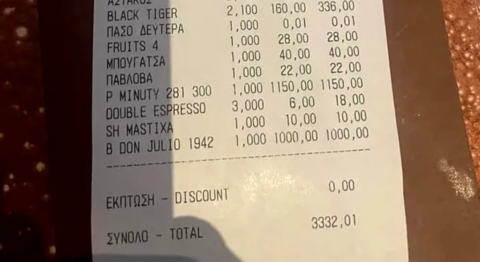 BLACK TIGER 2,100 160,00 336,00
ΠΑΣΟ ΔΕΥΤΕΡΑ 1,000 0,01 0,01
FRUITS 4 1,000 28,00 28,00
ΜΠΟΥΓΑΤΣΑ 1,000 40,00 40,00
ΠΑΒΛΟΒΑ 1,000 22,00 22,00
P MINUTY 281 300 1,000 1150,00 1150,00
DOUBLE ESPRESSO 3,000 6,00 18,00
SH MASTIXA 1,000 10,00 10,00
B DON JULIO 1942 1,000 1000,00 1000,00
ΕΚΠΤΩΣΗ - DISCOUNT 0,00
ΣΥΝΟΛΟ - TOTAL 3332,01